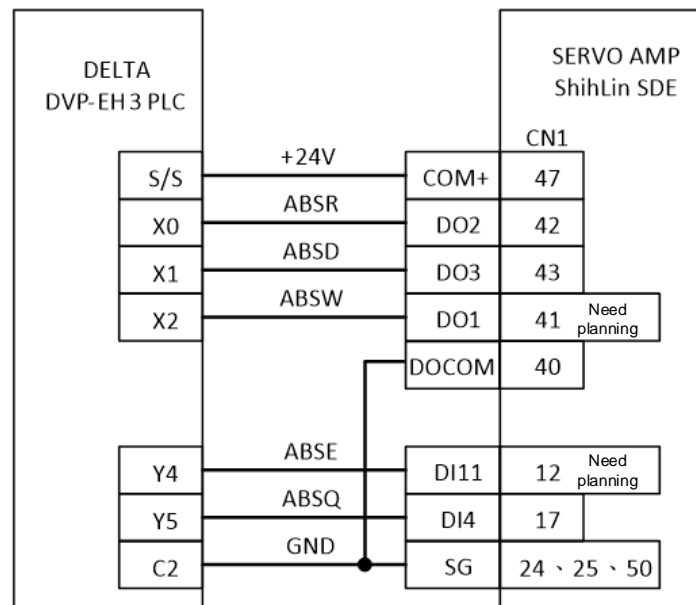 DELTA
DVP-EH3 PLC
SERVO AMP
ShihLin SDE
CN1
S/S +24V COM+ 47
X0 ABSR DO2 42
X1 ABSD DO3 43
X2 ABSW DO1 41 Need planning
DOCOM 40
Y4 ABSE DI11 12 Need planning
Y5 ABSQ DI4 17
C2 GND SG 24、25、50